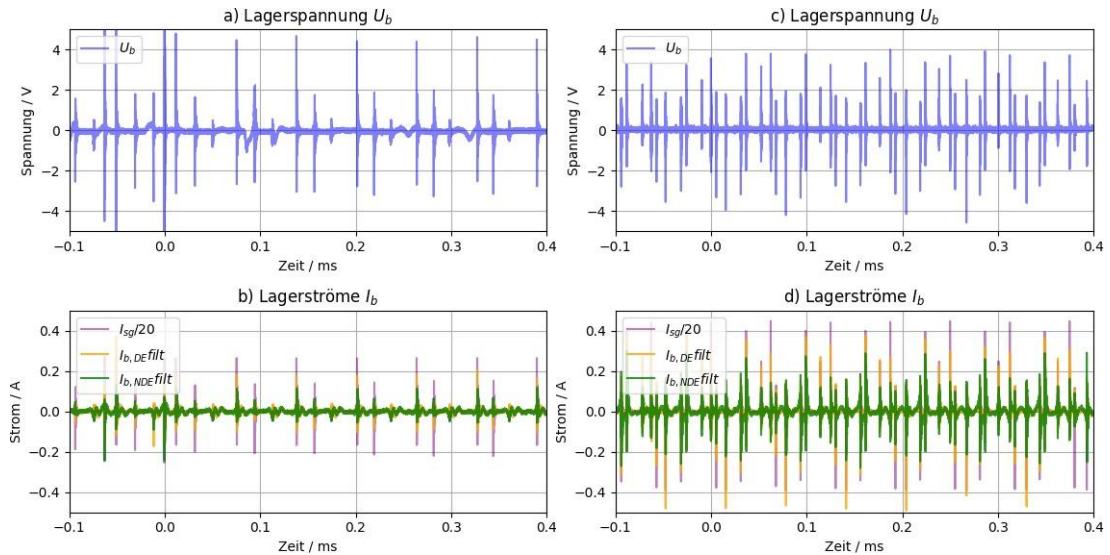 a) Lagerspannung U_b
4
2
0
−2
−4
Spannung / V
U_b
−0.1 0.0 0.1 0.2 0.3 0.4
Zeit / ms
c) Lagerspannung U_b
4
2
0
−2
−4
Spannung / V
U_b
−0.1 0.0 0.1 0.2 0.3 0.4
Zeit / ms
b) Lagerströme I_b
0.4
0.2
0.0
−0.2
−0.4
Strom / A
I_sg/20
I_b,DE filt
I_b,NDE filt
−0.1 0.0 0.1 0.2 0.3 0.4
Zeit / ms
d) Lagerströme I_b
0.4
0.2
0.0
−0.2
−0.4
Strom / A
I_sg/20
I_b,DE filt
I_b,NDE filt
−0.1 0.0 0.1 0.2 0.3 0.4
Zeit / ms